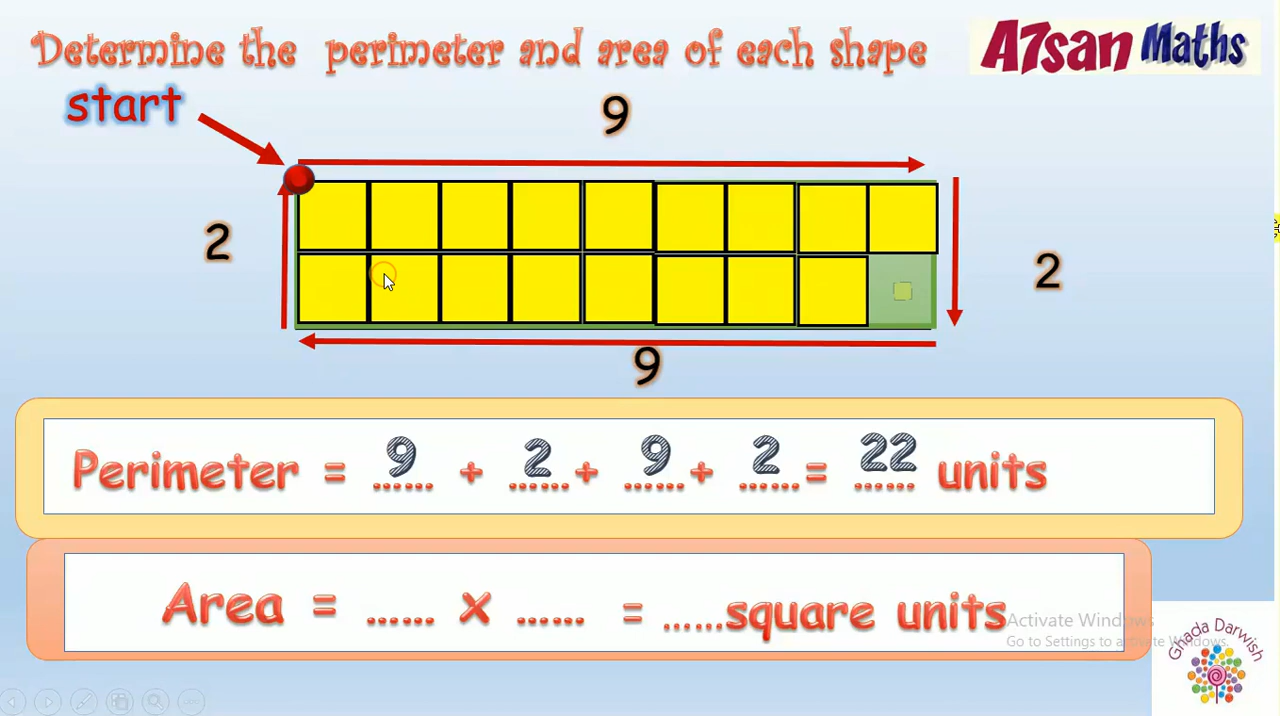 Determine the perimeter and area of each shape
A7san Maths
start
9
2
2
9
Perimeter = 9 + 2 + 9 + 2 = 22 units
Area = ...... x ...... = ......square units
Activate Windows
Go to Settings to activate Windows.
Ghada Darwish